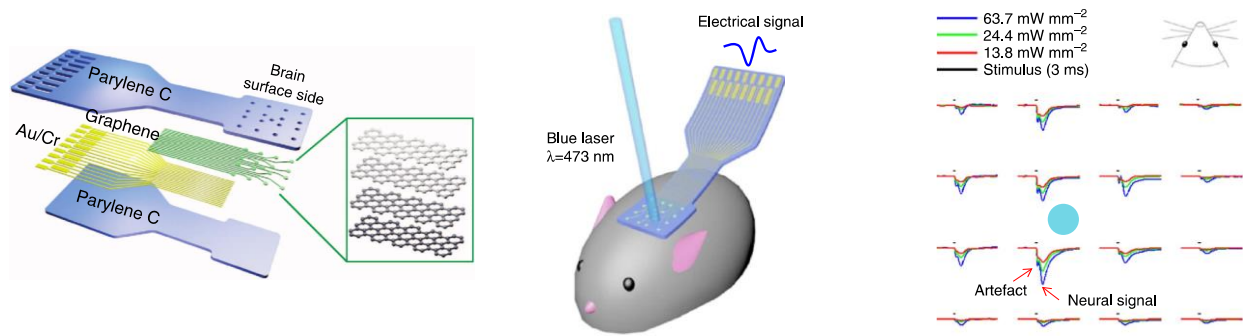 Parylene C
Brain
surface side
Graphene
Au/Cr
Parylene C
Electrical signal
Blue laser
λ=473 nm
63.7 mW mm⁻²
24.4 mW mm⁻²
13.8 mW mm⁻²
Stimulus (3 ms)
Artefact
Neural signal